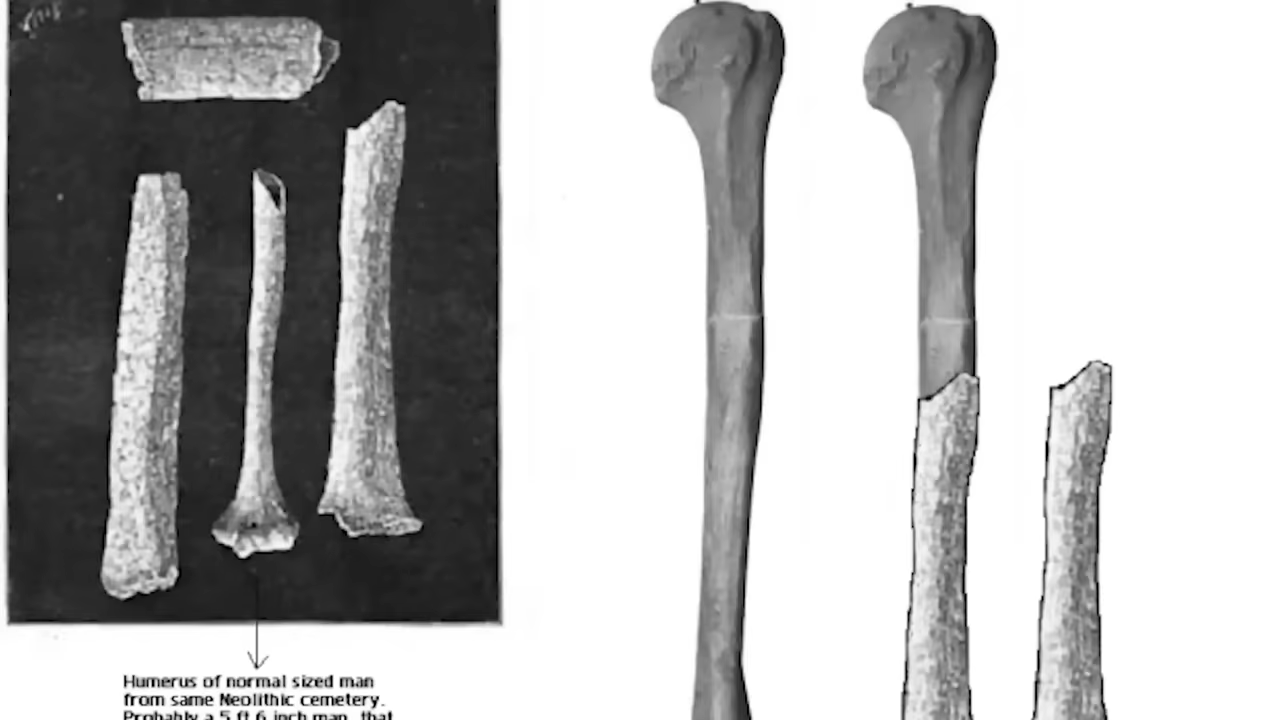 Humerus of normal sized man
from same Neolithic cemetery.
Probably a 5 ft 6 inch man, that